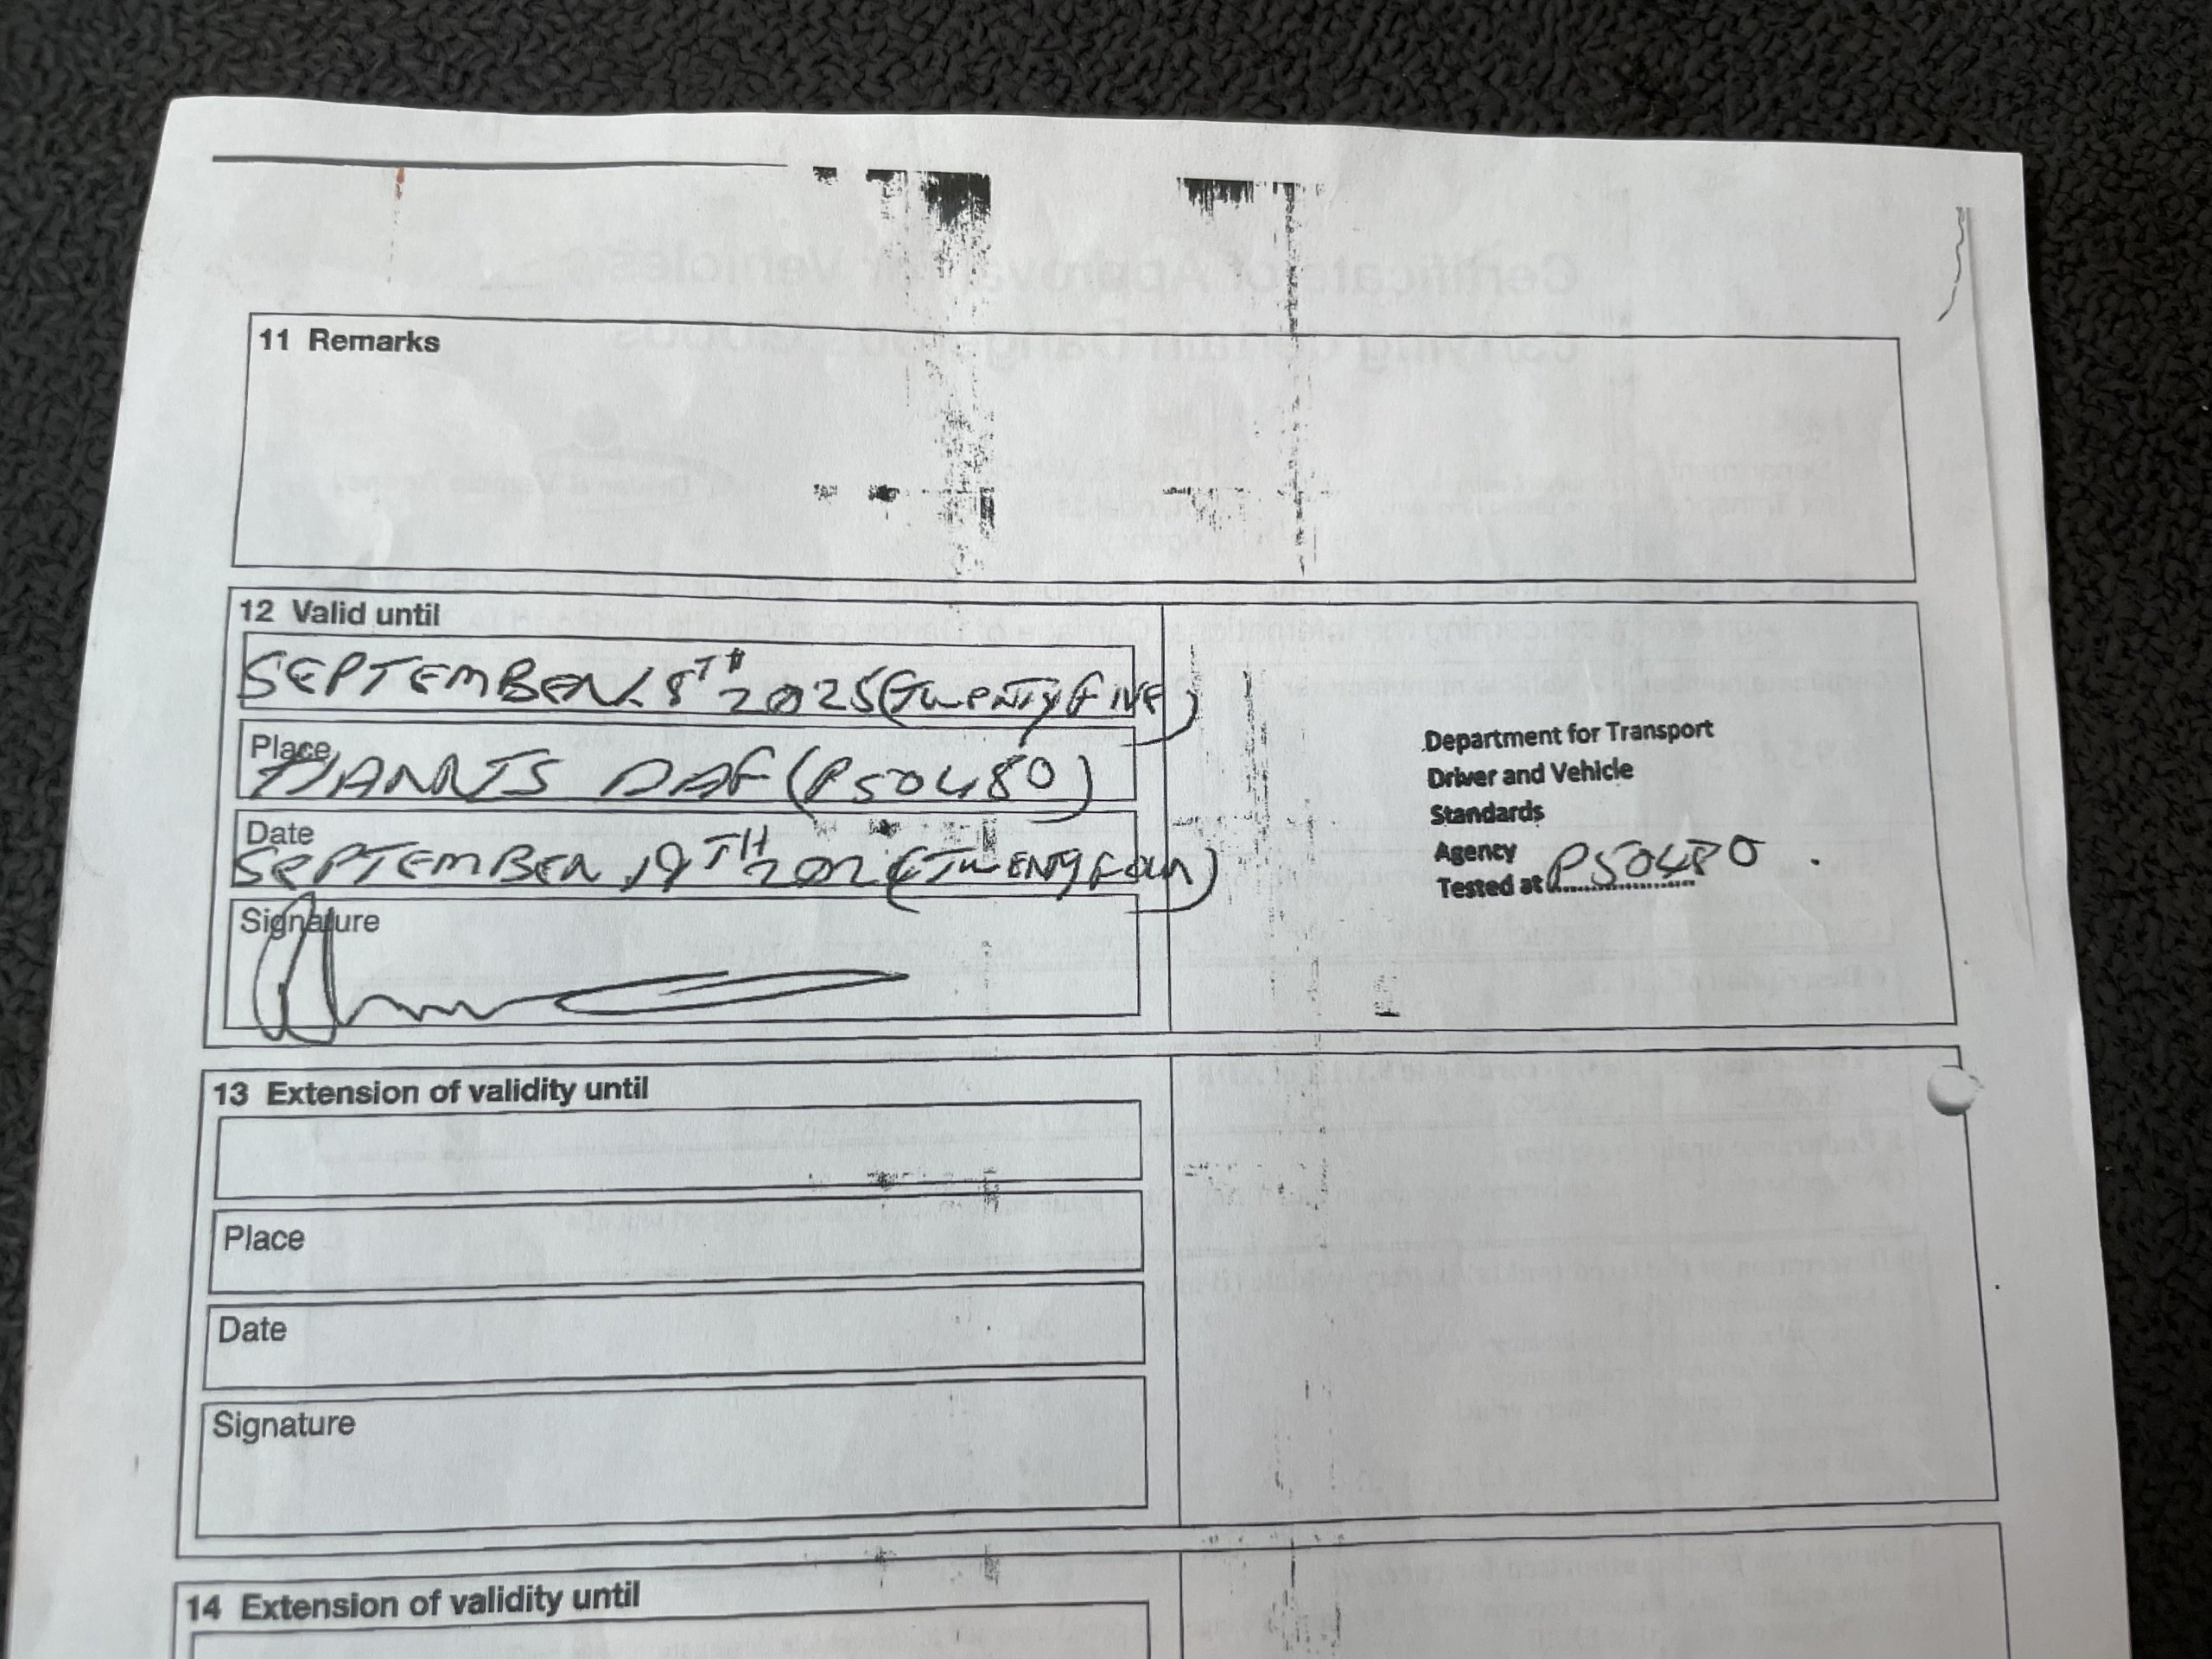 11 Remarks
12 Valid until
SEPTEMBER 18TH 2025 (TWENTY FIVE)
Place
HARRIS DAF (P50480)
Date
SEPTEMBER 19TH 202 (TWENTY FOUR)
Signature
Department for Transport
Driver and Vehicle
Standards
Agency
Tested at P50480
13 Extension of validity until
Place
Date
Signature
14 Extension of validity until